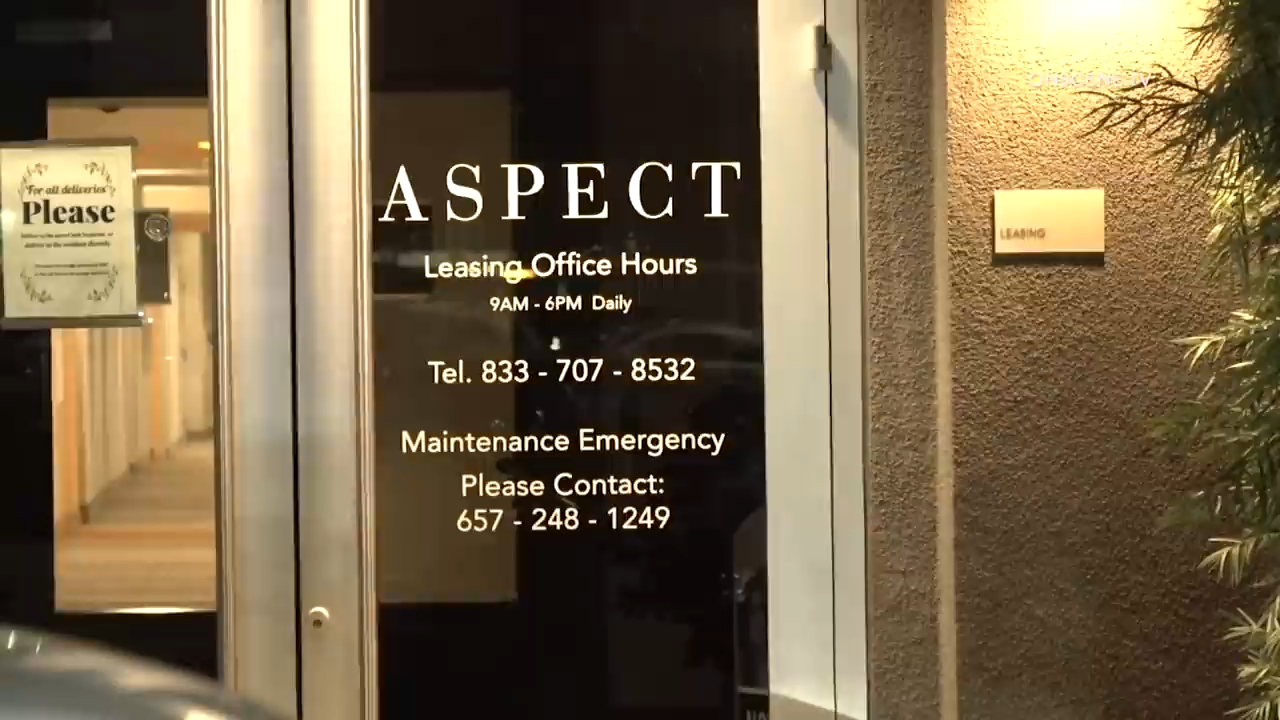 For all deliveries
Please
ASPECT
Leasing Office Hours
9AM - 6PM Daily
Tel. 833 - 707 - 8532
Maintenance Emergency
Please Contact:
657 - 248 - 1249
LEASING